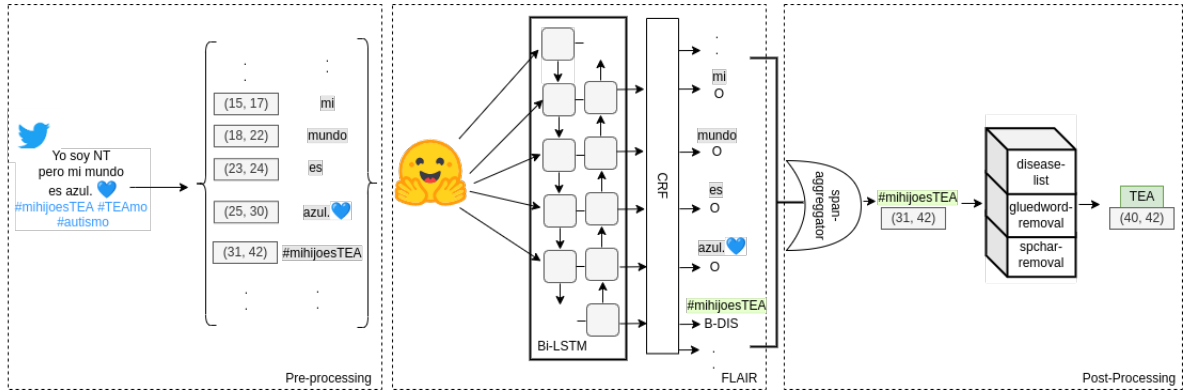 Yo soy NT
pero mi mundo
es azul. 💙
#mihijoesTEA #TEAmo
#autismo
(15, 17) mi
(18, 22) mundo
(23, 24) es
(25, 30) azul.💙
(31, 42) #mihijoesTEA
Pre-processing
Bi-LSTM
CRF
mi
O
mundo
O
es
O
azul.💙
O
#mihijoesTEA
B-DIS
FLAIR
span-
aggreggator
#mihijoesTEA
(31, 42)
disease-
list
gluedword-
removal
spchar-
removal
TEA
(40, 42)
Post-Processing